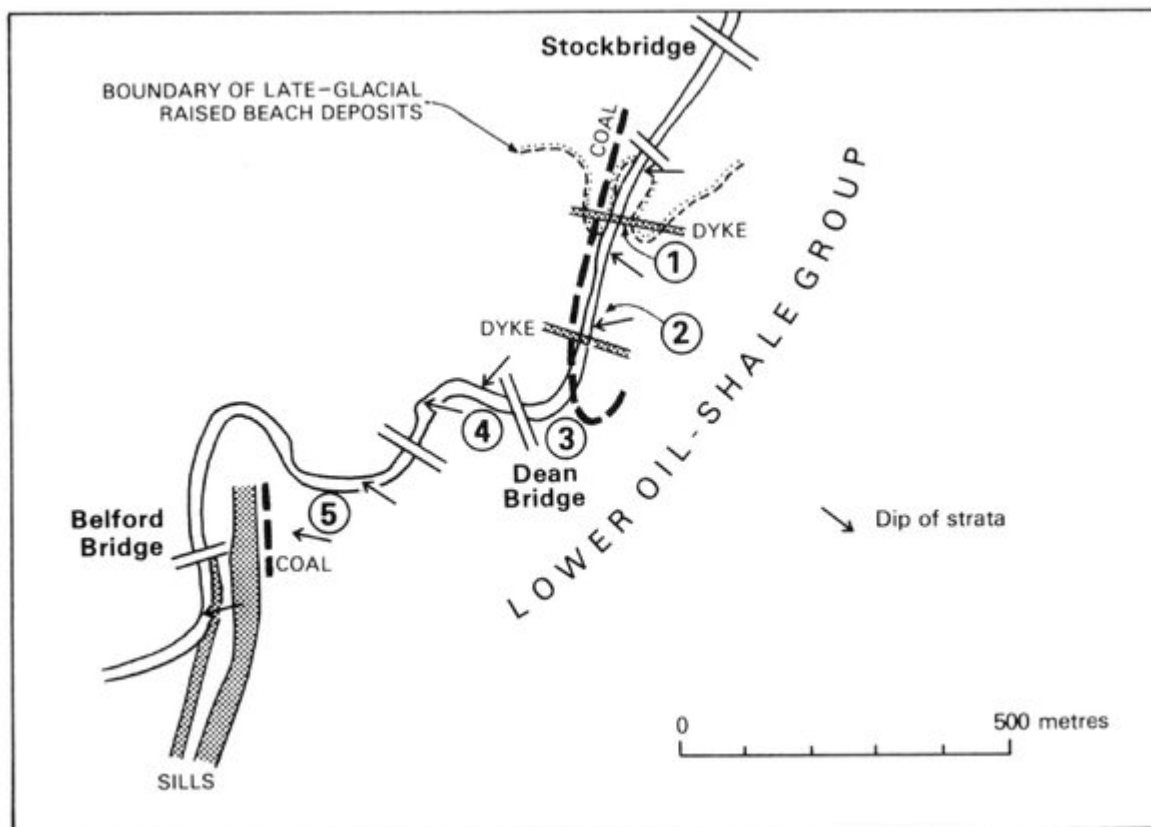 Stockbridge
BOUNDARY OF LATE-GLACIAL
RAISED BEACH DEPOSITS
COAL
DYKE
1
DYKE
2
4
3
Dean
Bridge
5
Belford
Bridge
COAL
LOWER OIL-SHALE GROUP
Dip of strata
0 500 metres
SILLS